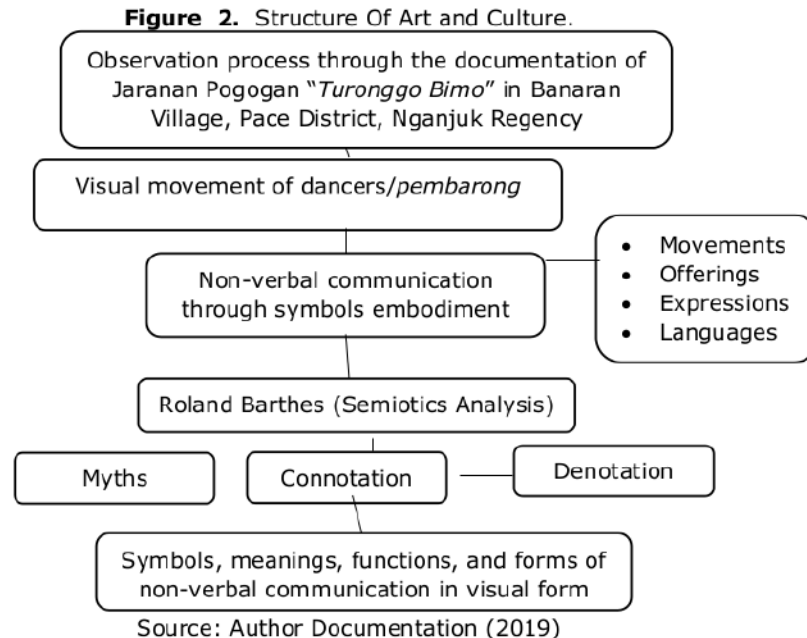 Figure 2. Structure Of Art and Culture.
Observation process through the documentation of
Jaranan Pogogan “Turonggo Bimo” in Banaran
Village, Pace District, Nganjuk Regency
Visual movement of dancers/pembarong
Non-verbal communication
through symbols embodiment
• Movements
• Offerings
• Expressions
• Languages
Roland Barthes (Semiotics Analysis)
Myths
Connotation
Denotation
Symbols, meanings, functions, and forms of
non-verbal communication in visual form
Source: Author Documentation (2019)